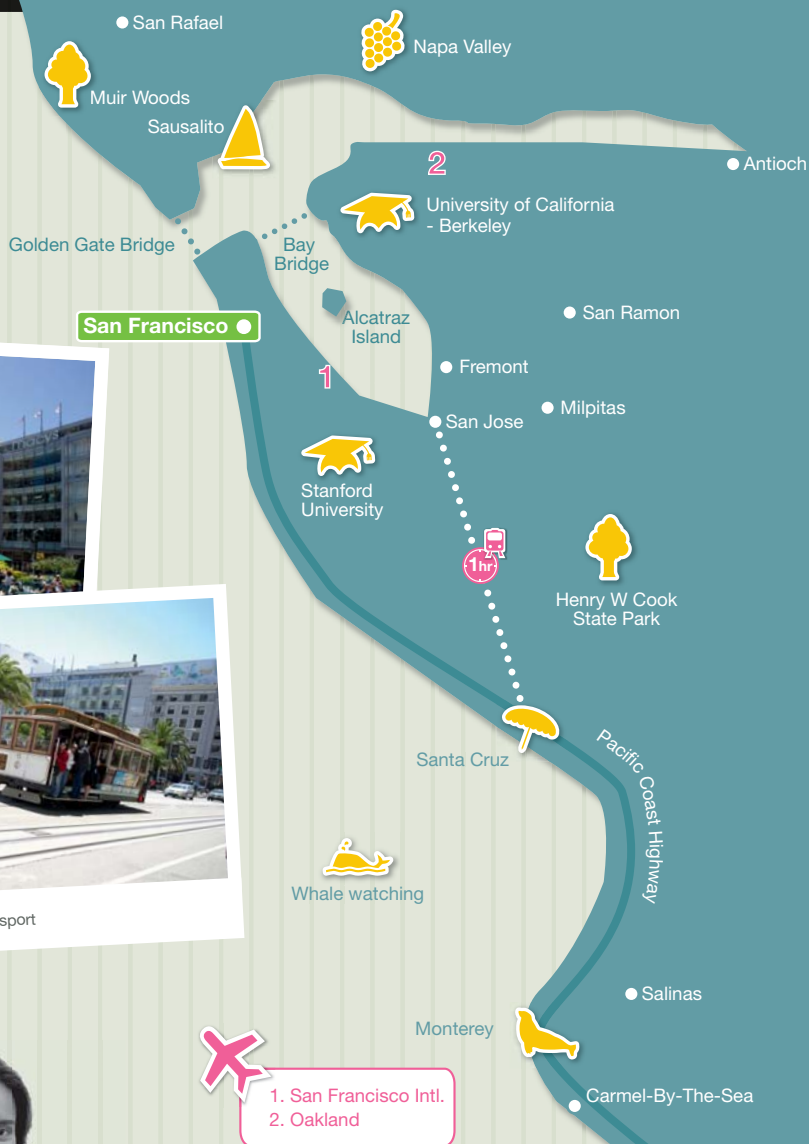 San Rafael
Napa Valley
Muir Woods
Sausalito
2
Antioch
University of California
- Berkeley
Golden Gate Bridge
Bay
Bridge
San Francisco
Alcatraz
Island
San Ramon
1
Fremont
Milpitas
San Jose
Stanford
University
1hr
Henry W Cook
State Park
Santa Cruz
Pacific Coast Highway
Whale watching
sport
Salinas
Monterey
1. San Francisco Intl.
2. Oakland
Carmel-By-The-Sea